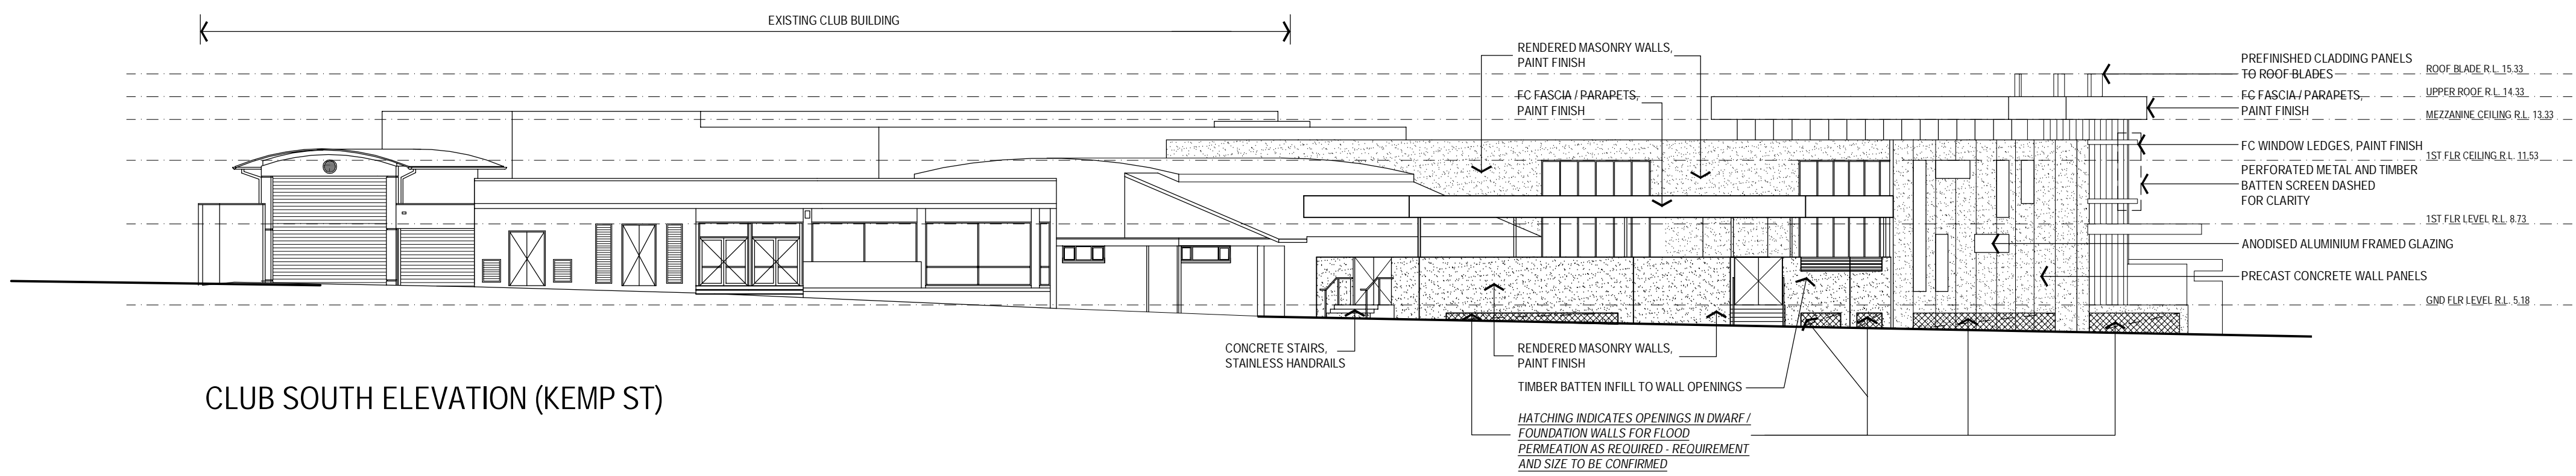 EXISTING CLUB BUILDING
RENDERED MASONRY WALLS,
PAINT FINISH
FC FASCIA / PARAPETS,
PAINT FINISH
PREFINISHED CLADDING PANELS
TO ROOF BLADES
FC FASCIA / PARAPETS,
PAINT FINISH
FC WINDOW LEDGES, PAINT FINISH
PERFORATED METAL AND TIMBER
BATTEN SCREEN DASHED
FOR CLARITY
ANODISED ALUMINIUM FRAMED GLAZING
PRECAST CONCRETE WALL PANELS
ROOF BLADE R.L. 15.33
UPPER ROOF R.L. 14.33
MEZZANINE CEILING R.L. 13.33
1ST FLR CEILING R.L. 11.53
1ST FLR LEVEL R.L. 8.73
GND FLR LEVEL R.L. 5.18
CONCRETE STAIRS,
STAINLESS HANDRAILS
RENDERED MASONRY WALLS,
PAINT FINISH
TIMBER BATTEN INFILL TO WALL OPENINGS
HATCHING INDICATES OPENINGS IN DWARF /
FOUNDATION WALLS FOR FLOOD
PERMEATION AS REQUIRED - REQUIREMENT
AND SIZE TO BE CONFIRMED
CLUB SOUTH ELEVATION (KEMP ST)